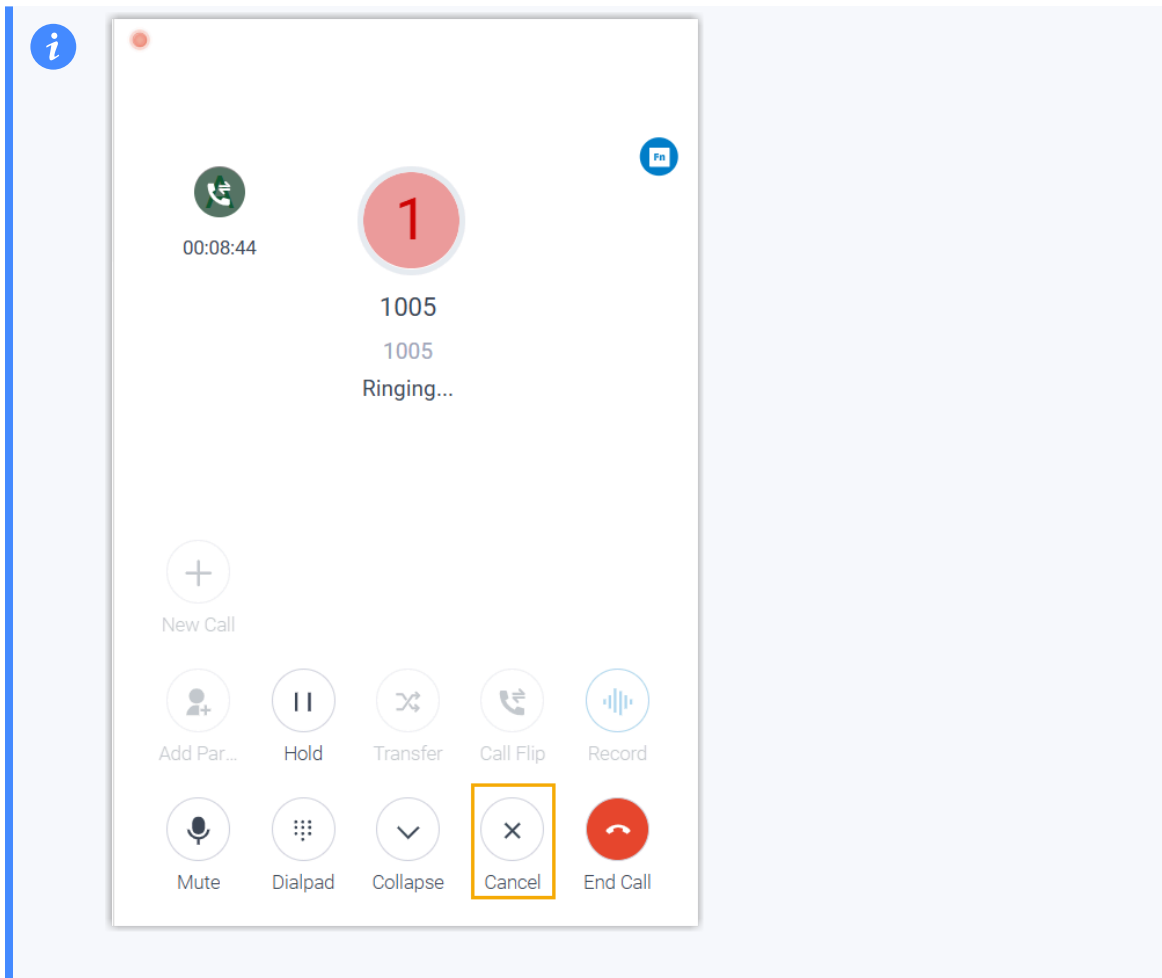 i
Fn
A
00:08:44
1
1005
1005
Ringing...
New Call
Add Par... Hold Transfer Call Flip Record
Mute Dialpad Collapse Cancel End Call